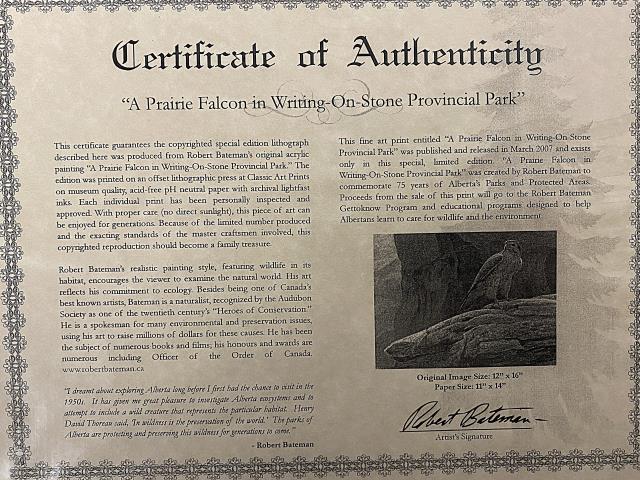 Certificate of Authenticity
"A Prairie Falcon in Writing-On-Stone Provincial Park"
This certificate guarantees the copyrighted special edition lithograph
described here was produced from Robert Bateman's original acrylic
painting "A Prairie Falcon in Writing-On-Stone Provincial Park." The
edition was printed on an offset lithographic press at Classic Art Prints
on museum quality, acid-free pH neutral paper with archival lightfast
inks. Each individual print has been personally inspected and
approved. With proper care (no direct sunlight), this piece of art can
be enjoyed for generations. Because of the limited number produced
and the exacting standards of the master craftsmen involved, this
copyrighted reproduction should become a family treasure.
Robert Bateman's realistic painting style, featuring wildlife in its
habitat, encourages the viewer to examine the natural world. His art
reflects his commitment to ecology. Besides being one of Canada's
best known artists, Bateman is a naturalist, recognized by the Audubon
Society as one of the twentieth century's "Heroes of Conservation".
He is a spokesman for many environmental and preservation issues,
using his art to raise millions of dollars for these causes. He has been
the subject of numerous books and films; his honours and awards are
numerous including Officer of the Order of Canada.
www.robertbateman.ca
"I dreamt about exploring Alberta long before I first had the chance to visit in the
1950s. It has given me great pleasure to investigate Alberta ecosystems and to
attempt to include a wild creature that represents the particular habitat. Henry
David Thoreau said, 'In wildness is the preservation of the world.' The parks of
Alberta are protecting and preserving this wildness for generations to come."
- Robert Bateman
This fine art print entitled "A Prairie Falcon in Writing-On-Stone
Provincial Park" was published and released in March 2007 and exists
only in this special, limited edition. "A Prairie Falcon in
Writing-On-Stone Provincial Park" was created by Robert Bateman to
commemorate 75 years of Alberta's Parks and Protected Areas.
Proceeds from the sale of this print will go to the Robert Bateman
Gettoknow Program and educational programs designed to help
Albertans learn to care for wildlife and the environment.
Original Image Size: 12" x 16"
Paper Size: 11" x 14"
Robert Bateman
Artist's Signature